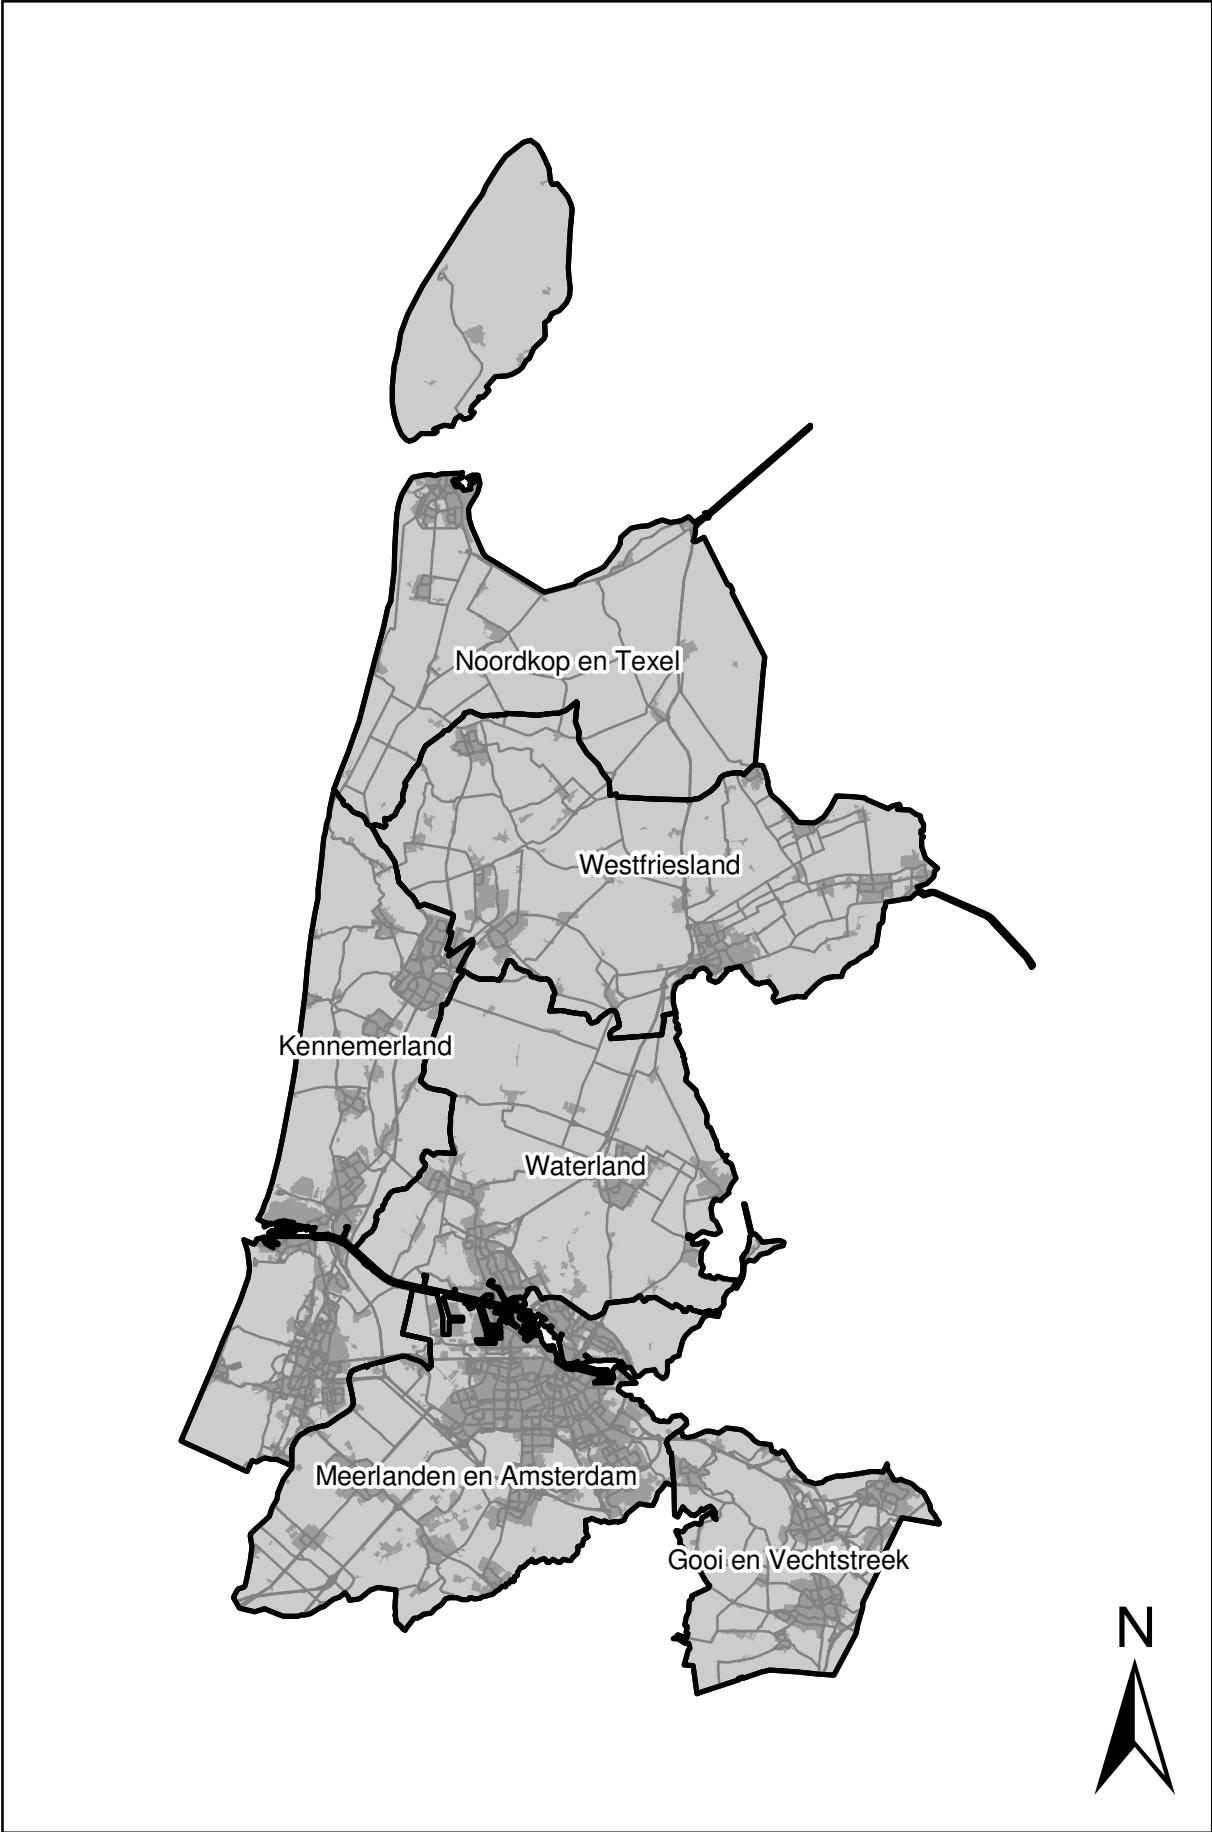 Noordkop en Texel
Westfriesland
Kennemerland
Waterland
Meerlanden en Amsterdam
Gooi en Vechtstreek
N